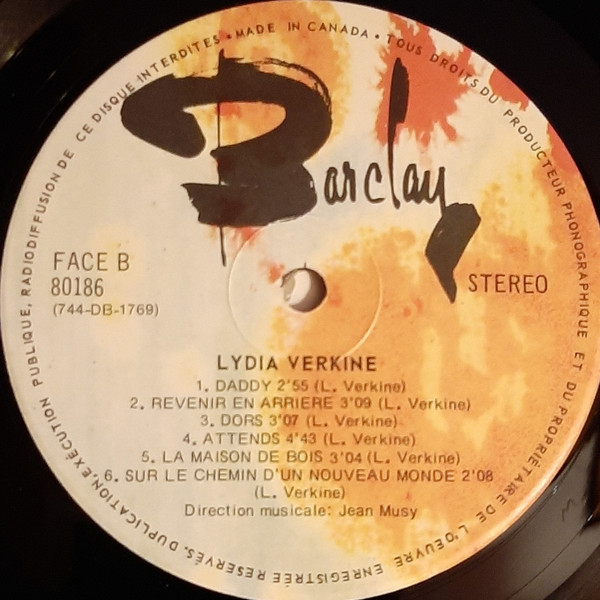 MADE IN CANADA • TOUS DROITS DU PRODUCTEUR PHONOGRAPHIQUE ET DU PROPRIÉTAIRE DE L'OEUVRE ENREGISTRÉE RESERVÉS. DUPLICATION, EXÉCUTION PUBLIQUE, RADIODIFFUSION DE CE DISQUE INTERDITES •
Barclay
FACE B
80186
(744-DB-1769)
STEREO
LYDIA VERKINE
1. DADDY 2'55 (L. Verkine)
2. REVENIR EN ARRIERE 3'09 (L. Verkine)
3. DORS 3'07 (L. Verkine)
4. ATTENDS 4'43 (L. Verkine)
5. LA MAISON DE BOIS 3'04 (L. Verkine)
6. SUR LE CHEMIN D'UN NOUVEAU MONDE 2'08
(L. Verkine)
Direction musicale: Jean Musy